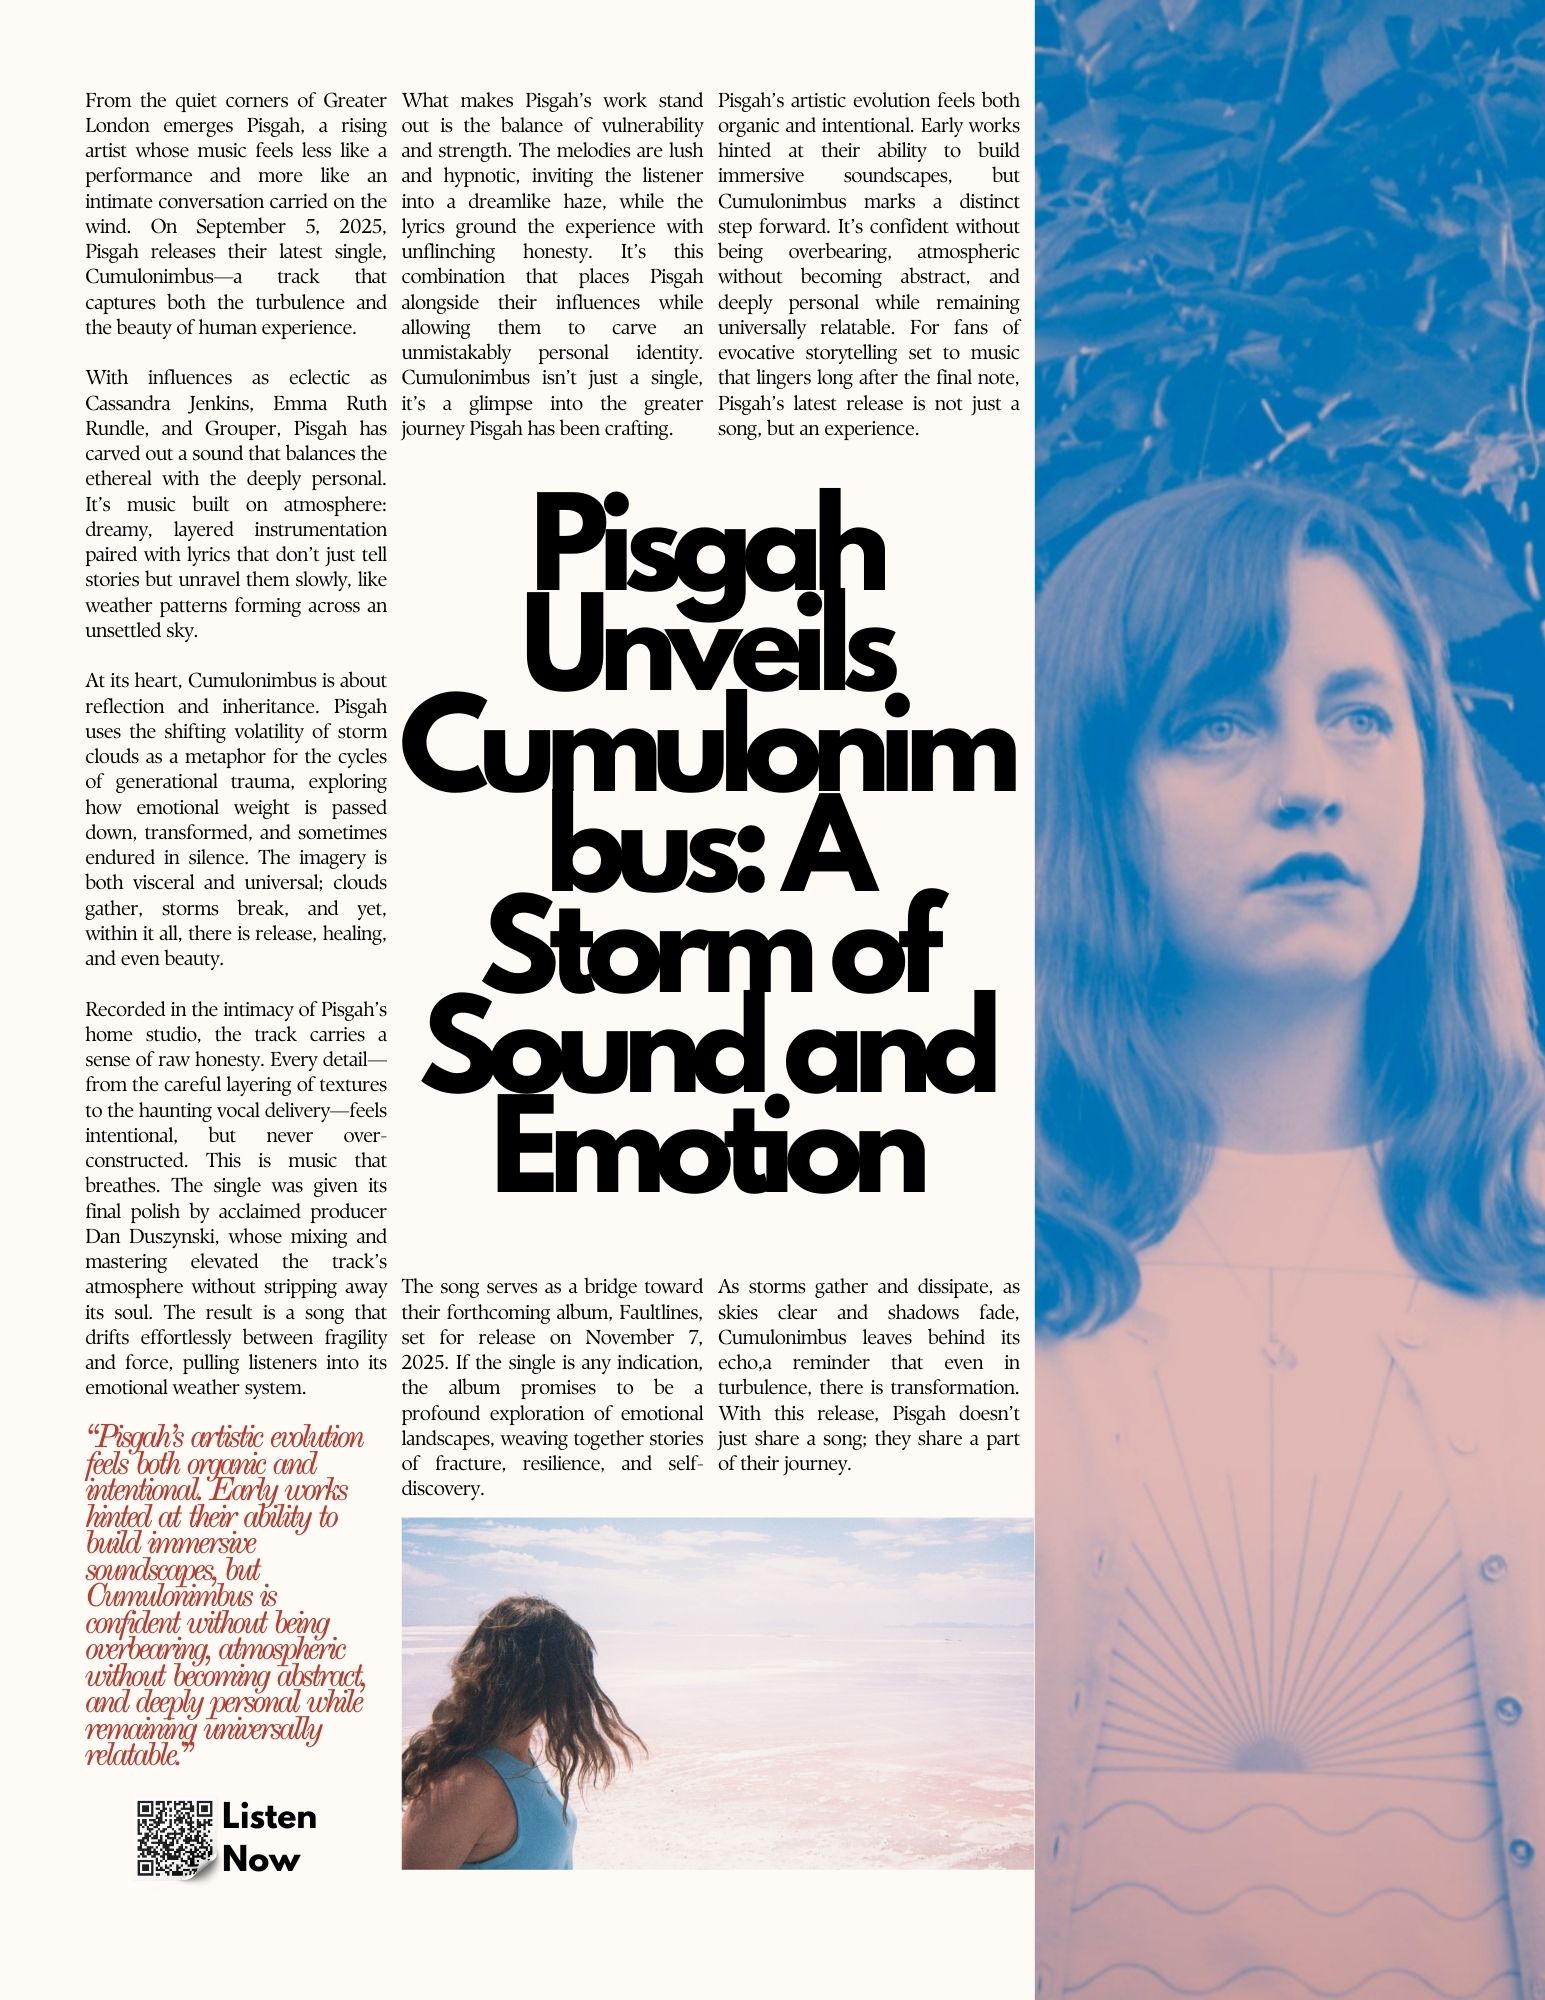 From the quiet corners of Greater
London emerges Pisgah, a rising
artist whose music feels less like a
performance and more like an
intimate conversation carried on the
wind. On September 5, 2025,
Pisgah releases their latest single,
Cumulonimbus—a track that
captures both the turbulence and
the beauty of human experience.
With influences as eclectic as
Cassandra Jenkins, Emma Ruth
Rundle, and Grouper, Pisgah has
carved out a sound that balances the
ethereal with the deeply personal.
It's music built on atmosphere:
dreamy, layered instrumentation
paired with lyrics that don't just tell
stories but unravel them slowly, like
weather patterns forming across an
unsettled sky.
At its heart, Cumulonimbus is about
reflection and inheritance. Pisgah
uses the shifting volatility of storm
clouds as a metaphor for the cycles
of generational trauma, exploring
how emotional weight is passed
down, transformed, and sometimes
endured in silence. The imagery is
both visceral and universal; clouds
gather, storms break, and yet,
within it all, there is release, healing,
and even beauty.
Recorded in the intimacy of Pisgah's
home studio, the track carries a
sense of raw honesty. Every detail—
from the careful layering of textures
to the haunting vocal delivery—feels
intentional, but never over-
constructed. This is music that
breathes. The single was given its
final polish by acclaimed producer
Dan Duszynski, whose mixing and
mastering elevated the track's
atmosphere without stripping away
its soul. The result is a song that
drifts effortlessly between fragility
and force, pulling listeners into its
emotional weather system.
“Pisgah’s artistic evolution
feels both organic and
intentional. Early works
hinted at their ability to
build immersive
soundscapes, but
Cumulonimbus is
confident without being
overbearing, atmospheric
without becoming abstract,
and deeply personal while
remaining universally
relatable.”
Listen
Now
What makes Pisgah’s work stand
out is the balance of vulnerability
and strength. The melodies are lush
and hypnotic, inviting the listener
into a dreamlike haze, while the
lyrics ground the experience with
unflinching honesty. It’s this
combination that places Pisgah
alongside their influences while
allowing them to carve an
unmistakably personal identity.
Cumulonimbus isn’t just a single,
it’s a glimpse into the greater
journey Pisgah has been crafting.
Pisgah’s artistic evolution feels both
organic and intentional. Early works
hinted at their ability to build
immersive soundscapes, but
Cumulonimbus marks a distinct
step forward. It’s confident without
being overbearing, atmospheric
without becoming abstract, and
deeply personal while remaining
universally relatable. For fans of
evocative storytelling set to music
that lingers long after the final note,
Pisgah’s latest release is not just a
song, but an experience.
Pisgah
Unveils
Cumulonim
bus: A
Storm of
Sound and
Emotion
The song serves as a bridge toward
their forthcoming album, Faultlines,
set for release on November 7,
2025. If the single is any indication,
the album promises to be a
profound exploration of emotional
landscapes, weaving together stories
of fracture, resilience, and self-
discovery.
As storms gather and dissipate, as
skies clear and shadows fade,
Cumulonimbus leaves behind its
echo,a reminder that even in
turbulence, there is transformation.
With this release, Pisgah doesn’t
just share a song; they share a part
of their journey.